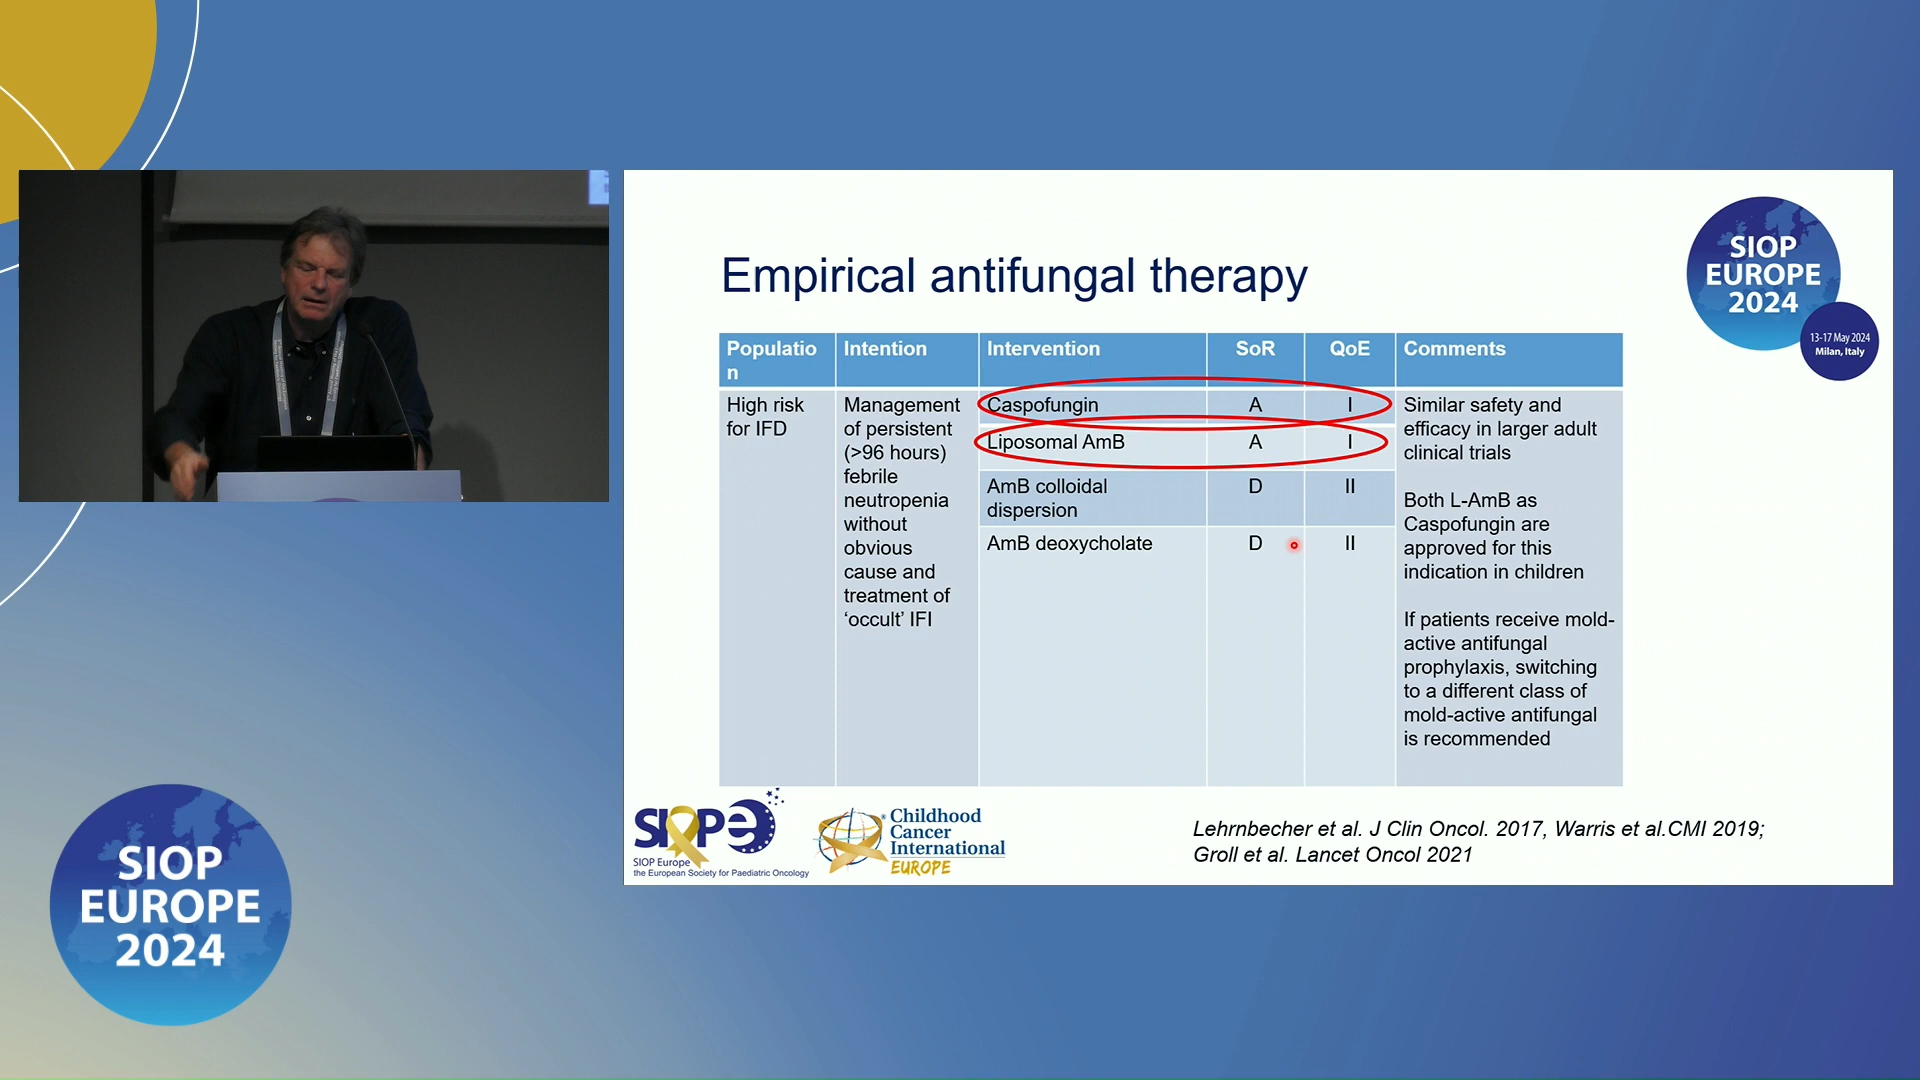 Empirical antifungal therapy
SIOP
EUROPE
2024
13-17 May 2024
Milan, Italy
Populatio
n
Intention
Intervention
SoR
QoE
Comments
High risk
for IFD
Management
of persistent
(>96 hours)
febrile
neutropenia
without
obvious
cause and
treatment of
‘occult’ IFI
Caspofungin
A
I
Liposomal AmB
A
I
AmB colloidal
dispersion
D
II
AmB deoxycholate
D
II
Similar safety and
efficacy in larger adult
clinical trials
Both L-AmB as
Caspofungin are
approved for this
indication in children
If patients receive mold-
active antifungal
prophylaxis, switching
to a different class of
mold-active antifungal
is recommended
SIOPe
SIOP Europe
the European Society for Paediatric Oncology
Childhood
Cancer
International
EUROPE
Lehrnbecher et al. J Clin Oncol. 2017, Warris et al.CMI 2019;
Groll et al. Lancet Oncol 2021
SIOP
EUROPE
2024